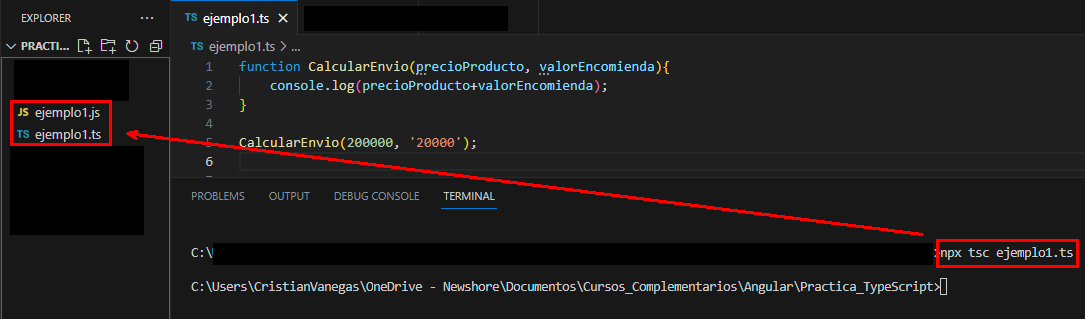 EXPLORER ...
PRACTI...
JS ejemplo1.js
TS ejemplo1.ts
TS ejemplo1.ts
TS ejemplo1.ts > ...
1 function CalcularEnvio(precioProducto, valorEncomienda){
2 console.log(precioProducto+valorEncomienda);
3 }
4
5 CalcularEnvio(200000, '20000');
6
PROBLEMS OUTPUT DEBUG CONSOLE TERMINAL
C:\ >npx tsc ejemplo1.ts
C:\Users\CristianVanegas\OneDrive - Newshore\Documentos\Cursos_Complementarios\Angular\Practica_TypeScript>